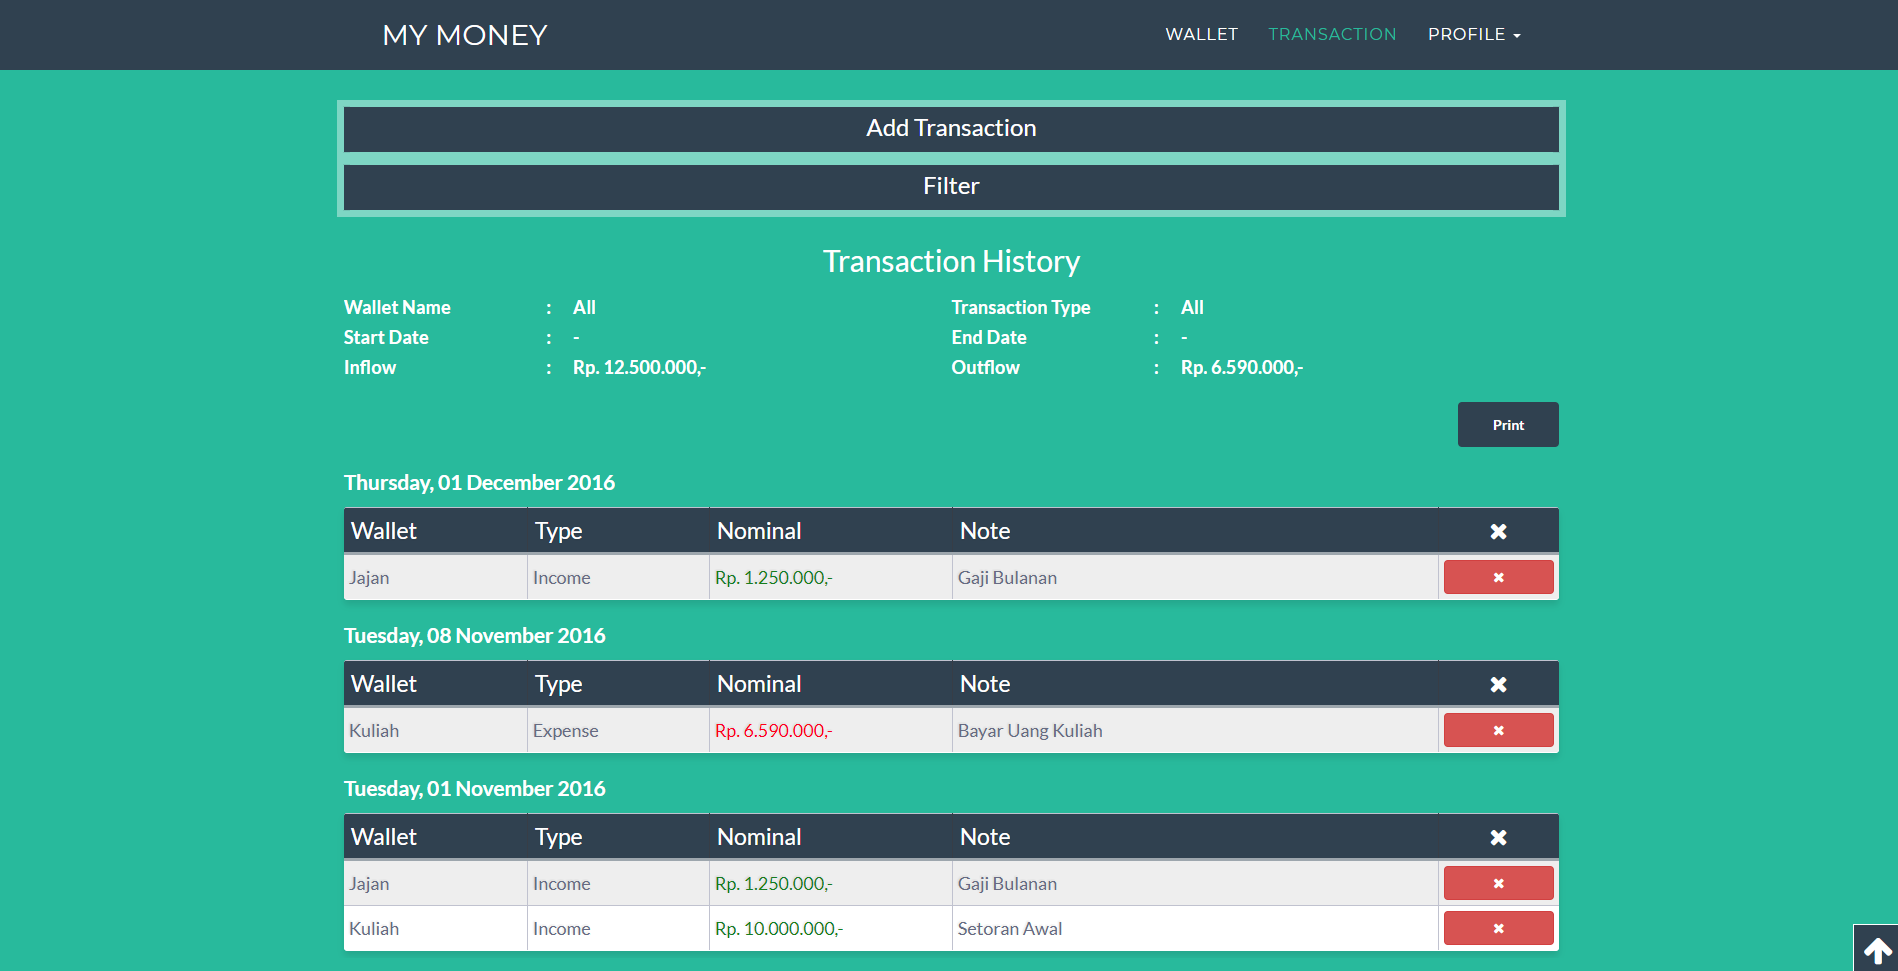 MY MONEY
WALLET TRANSACTION PROFILE
Add Transaction
Filter
Transaction History
Wallet Name : All Transaction Type : All
Start Date : - End Date : -
Inflow : Rp. 12.500.000,- Outflow : Rp. 6.590.000,-
Print
Thursday, 01 December 2016
Wallet Type Nominal Note
Jajan Income Rp. 1.250.000,- Gaji Bulanan
Tuesday, 08 November 2016
Wallet Type Nominal Note
Kuliah Expense Rp. 6.590.000,- Bayar Uang Kuliah
Tuesday, 01 November 2016
Wallet Type Nominal Note
Jajan Income Rp. 1.250.000,- Gaji Bulanan
Kuliah Income Rp. 10.000.000,- Setoran Awal